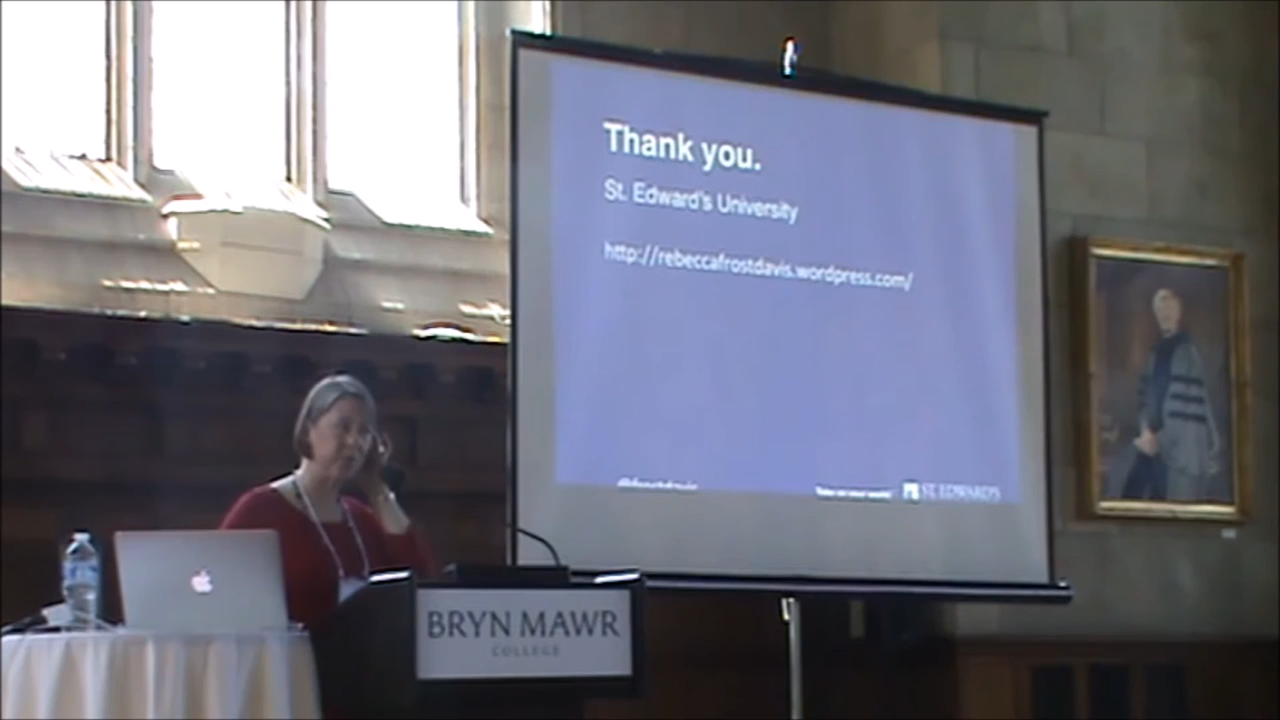 Thank you.
St. Edward's University
http://rebeccafrostdavis.wordpress.com/
ST. EDWARD'S
BRYN MAWR
COLLEGE